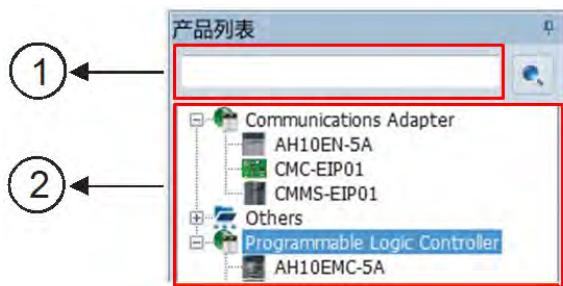 产品列表
1
Communications Adapter
AH10EN-5A
CMC-EIP01
2
CMMS-EIP01
Others
Programmable Logic Controller
AH10EMC-5A